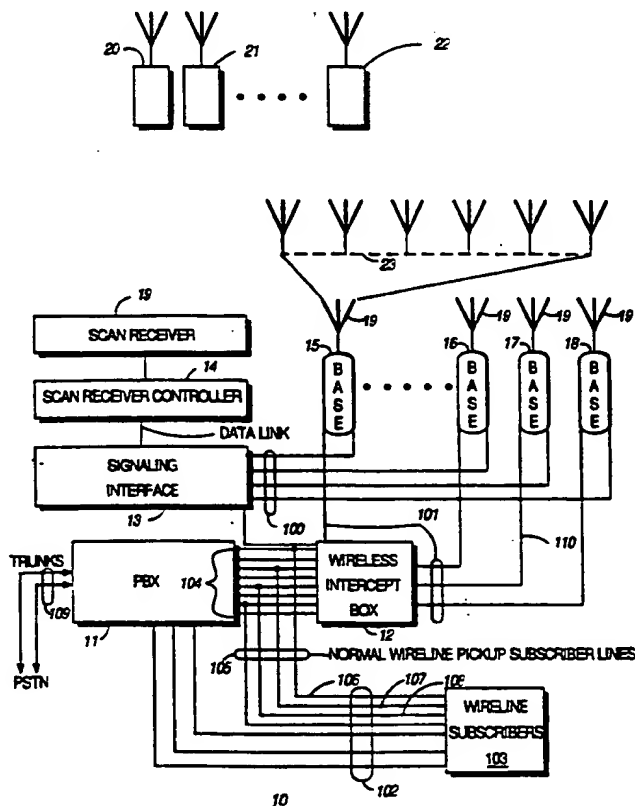 20
21
22
23
19
SCAN RECEIVER
14
SCAN RECEIVER CONTROLLER
DATA LINK
SIGNALING
INTERFACE
13
100
15
19
BASE
16
19
BASE
17
19
BASE
18
19
BASE
101
110
TRUNKS
109
PSTN
PBX
104
11
WIRELESS
INTERCEPT
BOX
12
105
NORMAL WIRELINE PICKUP SUBSCRIBER LINES
106
107
108
102
WIRELINE
SUBSCRIBERS
103
10